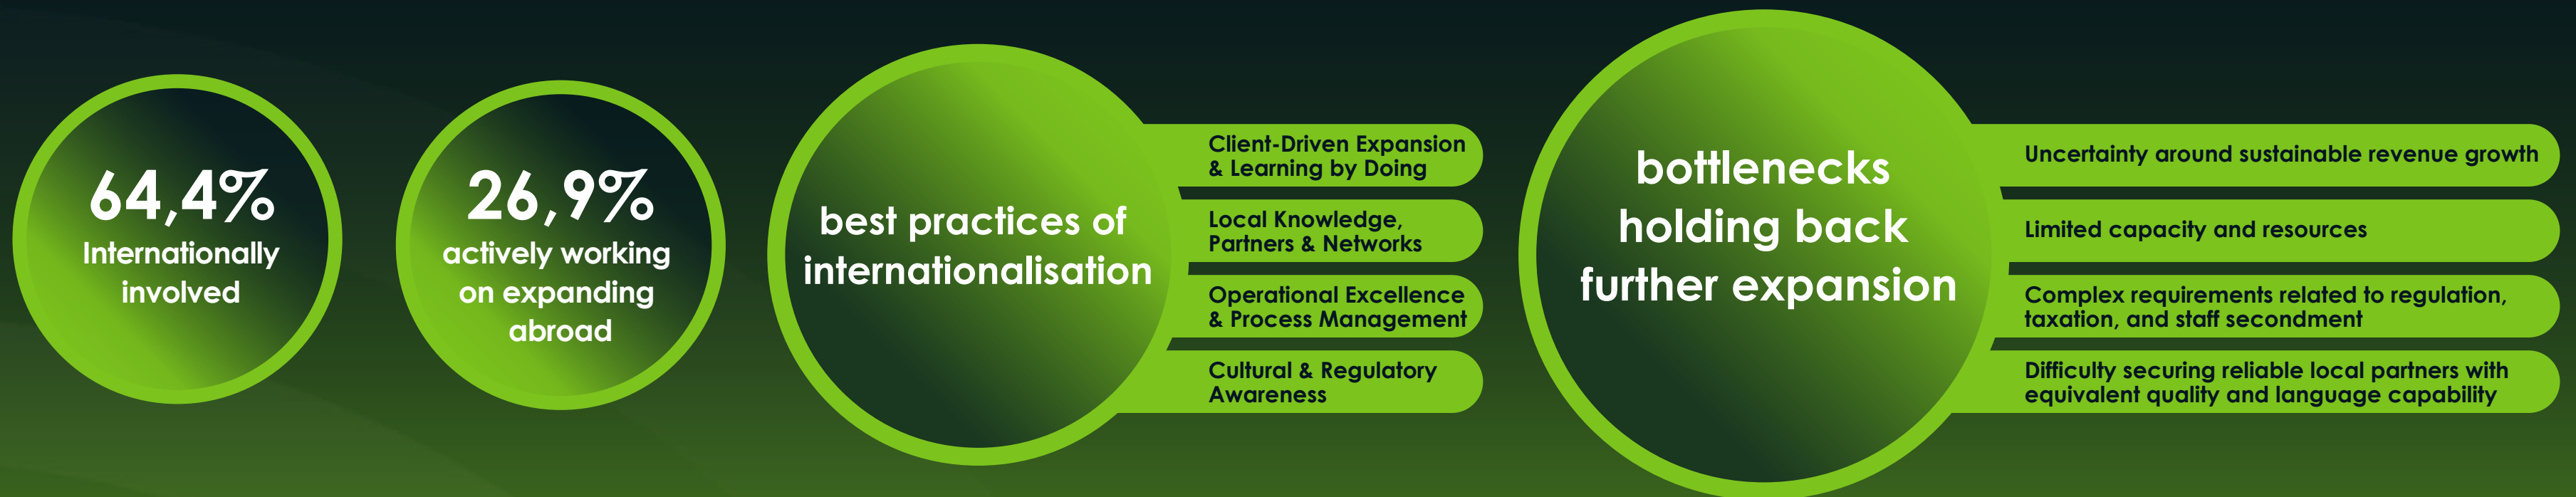 64,4%
Internationally
involved
26,9%
actively working
on expanding
abroad
best practices of
internationalisation
Client-Driven Expansion
& Learning by Doing
Local Knowledge,
Partners & Networks
Operational Excellence
& Process Management
Cultural & Regulatory
Awareness
bottlenecks
holding back
further expansion
Uncertainty around sustainable revenue growth
Limited capacity and resources
Complex requirements related to regulation,
taxation, and staff secondment
Difficulty securing reliable local partners with
equivalent quality and language capability